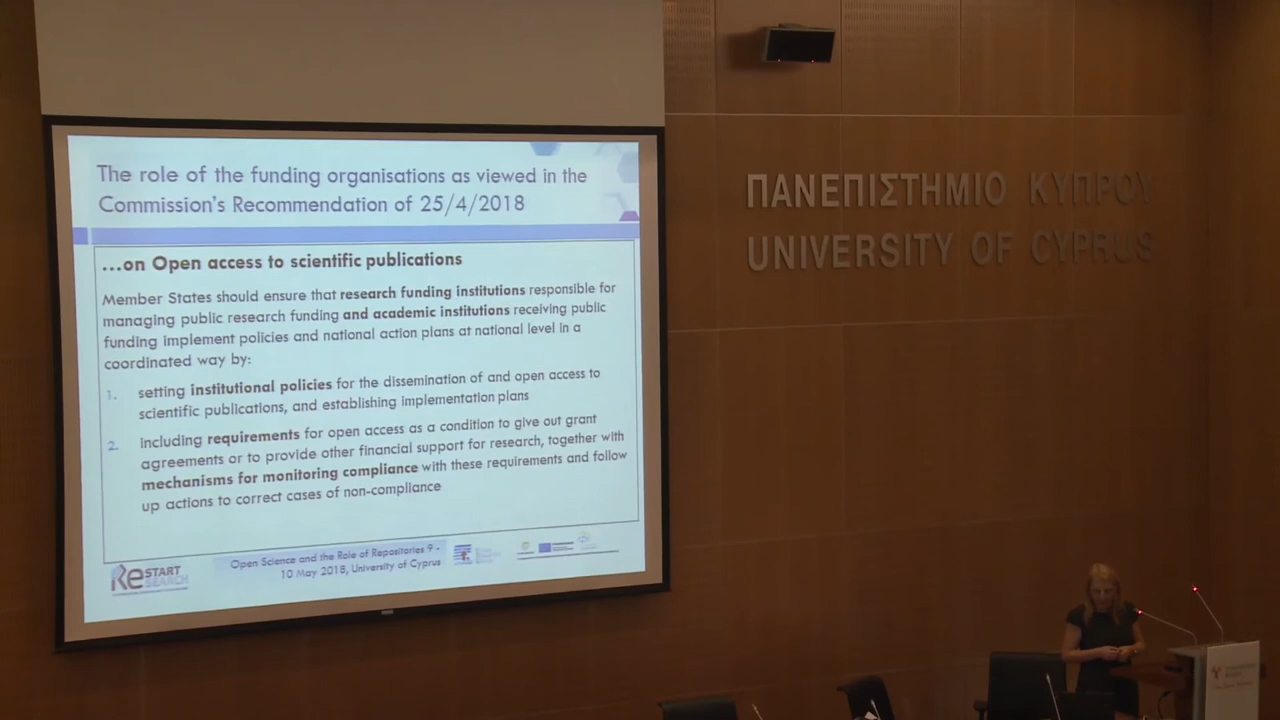 The role of the funding organisations as viewed in the
Commission's Recommendation of 25/4/2018
...on Open access to scientific publications
Member States should ensure that research funding institutions responsible for
managing public research funding and academic institutions receiving public
funding implement policies and national action plans at national level in a
coordinated way by:
1. setting institutional policies for the dissemination of and open access to
scientific publications, and establishing implementation plans
2. Including requirements for open access as a condition to give out grant
agreements or to provide other financial support for research, together with
mechanisms for monitoring compliance with these requirements and follow
up actions to correct cases of non-compliance
Open Science and the Role of Repositories 9 -
10 May 2018, University of Cyprus
ReSTART
SEARCH
ΠΑΝΕΠΙΣΤΗΜΙΟ ΚΥΠΡΟΥ
UNIVERSITY OF CYPRUS